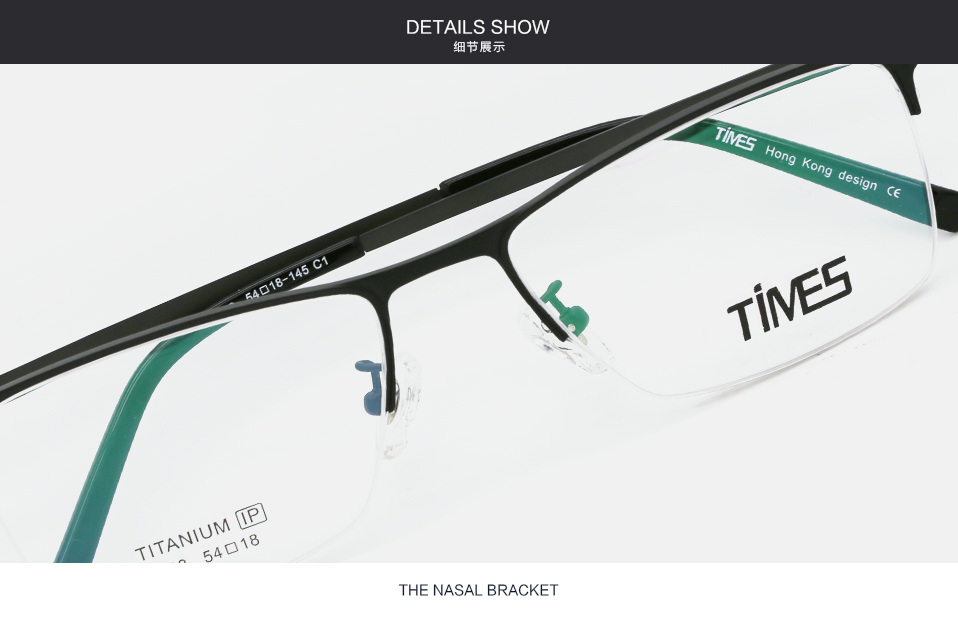 DETAILS SHOW
细节展示
TiMES Hong Kong design CE
54□18-145 C1
TiMES
TITANIUM IP
54□18
THE NASAL BRACKET